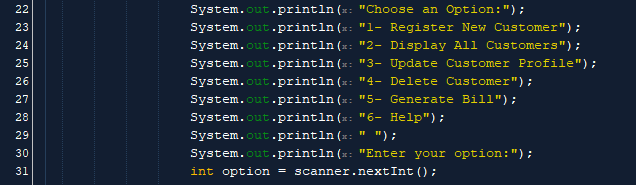 22 System.out.println(x: "Choose an Option:");
23 System.out.println(x: "1- Register New Customer");
24 System.out.println(x: "2- Display All Customers");
25 System.out.println(x: "3- Update Customer Profile");
26 System.out.println(x: "4- Delete Customer");
27 System.out.println(x: "5- Generate Bill");
28 System.out.println(x: "6- Help");
29 System.out.println(x: " ");
30 System.out.println(x: "Enter your option:");
31 int option = scanner.nextInt();